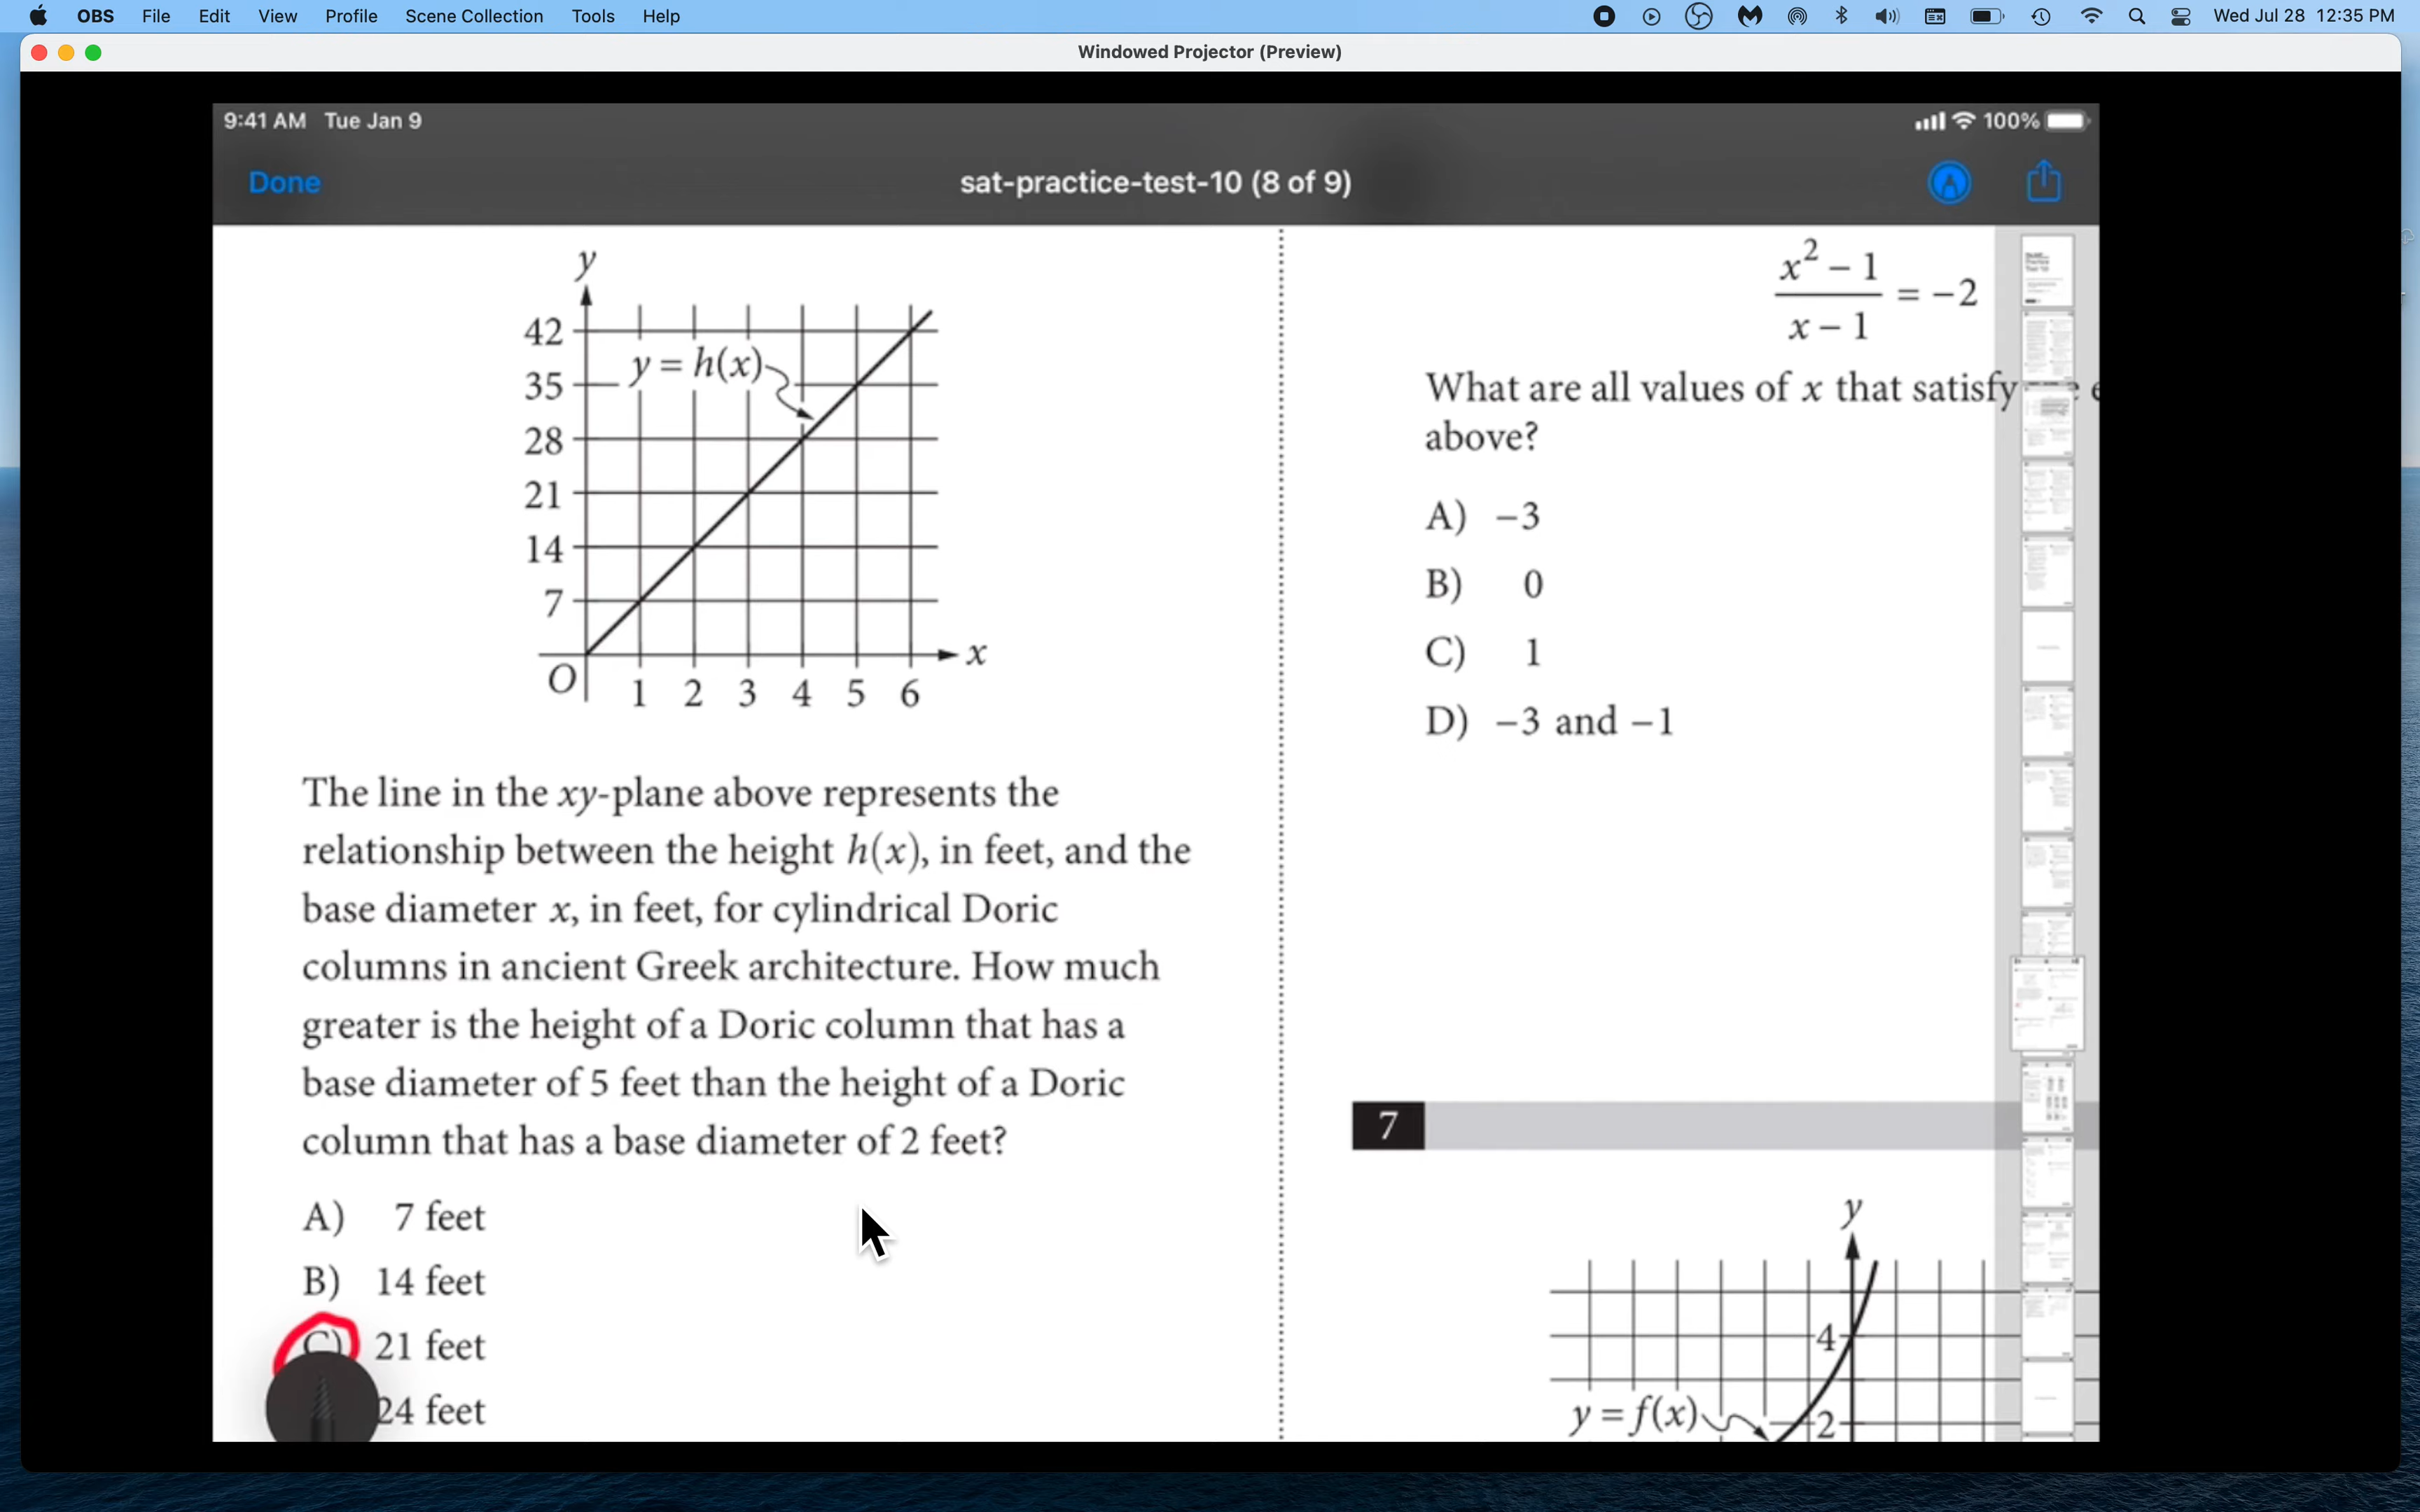 OBS File Edit View Profile Scene Collection Tools Help Wed Jul 28 12:35 PM
Windowed Projector (Preview)
9:41 AM Tue Jan 9 100%
Done sat-practice-test-10 (8 of 9)
y
42
35
28
21
14
7
y = h(x)
O 1 2 3 4 5 6 x
The line in the xy-plane above represents the
relationship between the height h(x), in feet, and the
base diameter x, in feet, for cylindrical Doric
columns in ancient Greek architecture. How much
greater is the height of a Doric column that has a
base diameter of 5 feet than the height of a Doric
column that has a base diameter of 2 feet?
A) 7 feet
B) 14 feet
C) 21 feet
24 feet
x² − 1
x − 1
= −2
What are all values of x that satisfy
above?
A) −3
B) 0
C) 1
D) −3 and −1
7
y
4
y = f(x)
2